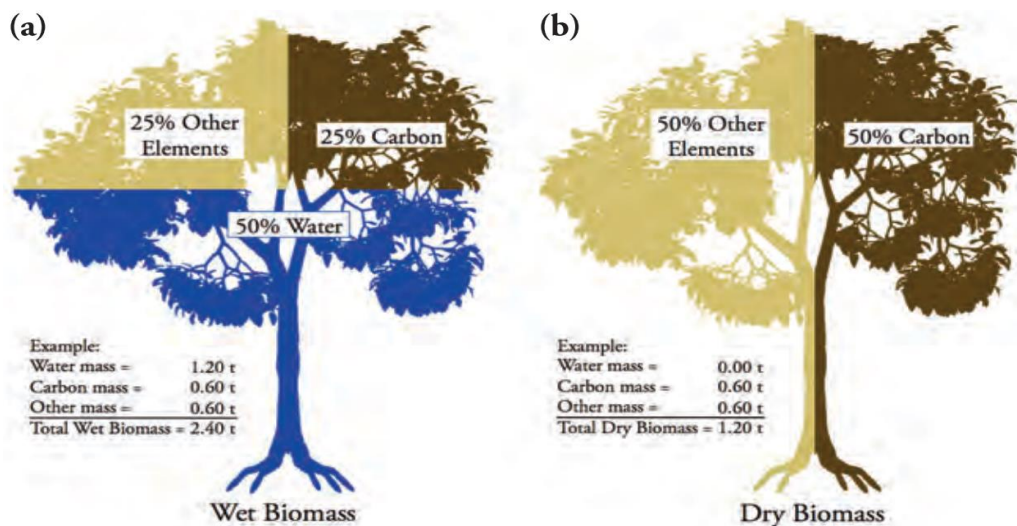 (a)
25% Other
Elements
25% Carbon
50% Water
Example:
Water mass = 1.20 t
Carbon mass = 0.60 t
Other mass = 0.60 t
Total Wet Biomass = 2.40 t
Wet Biomass
(b)
50% Other
Elements
50% Carbon
Example:
Water mass = 0.00 t
Carbon mass = 0.60 t
Other mass = 0.60 t
Total Dry Biomass = 1.20 t
Dry Biomass